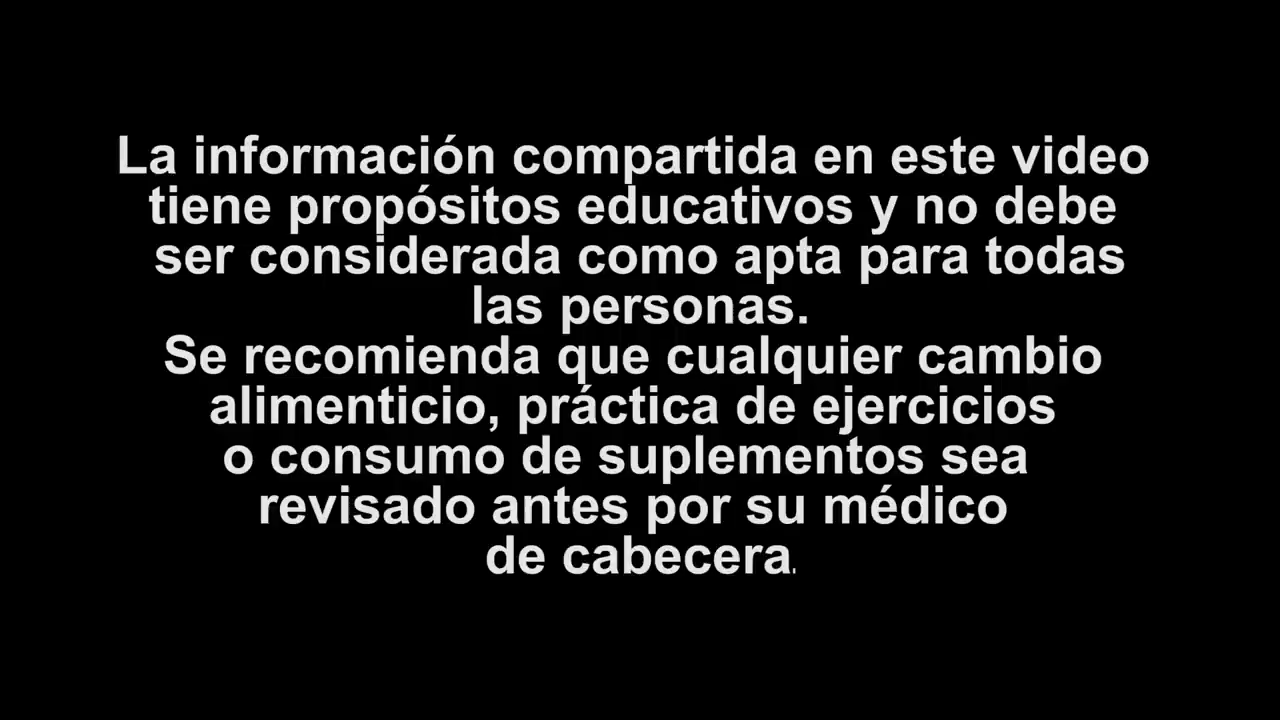 La información compartida en este video
tiene propósitos educativos y no debe
ser considerada como apta para todas
las personas.
Se recomienda que cualquier cambio
alimenticio, práctica de ejercicios
o consumo de suplementos sea
revisado antes por su médico
de cabecera.